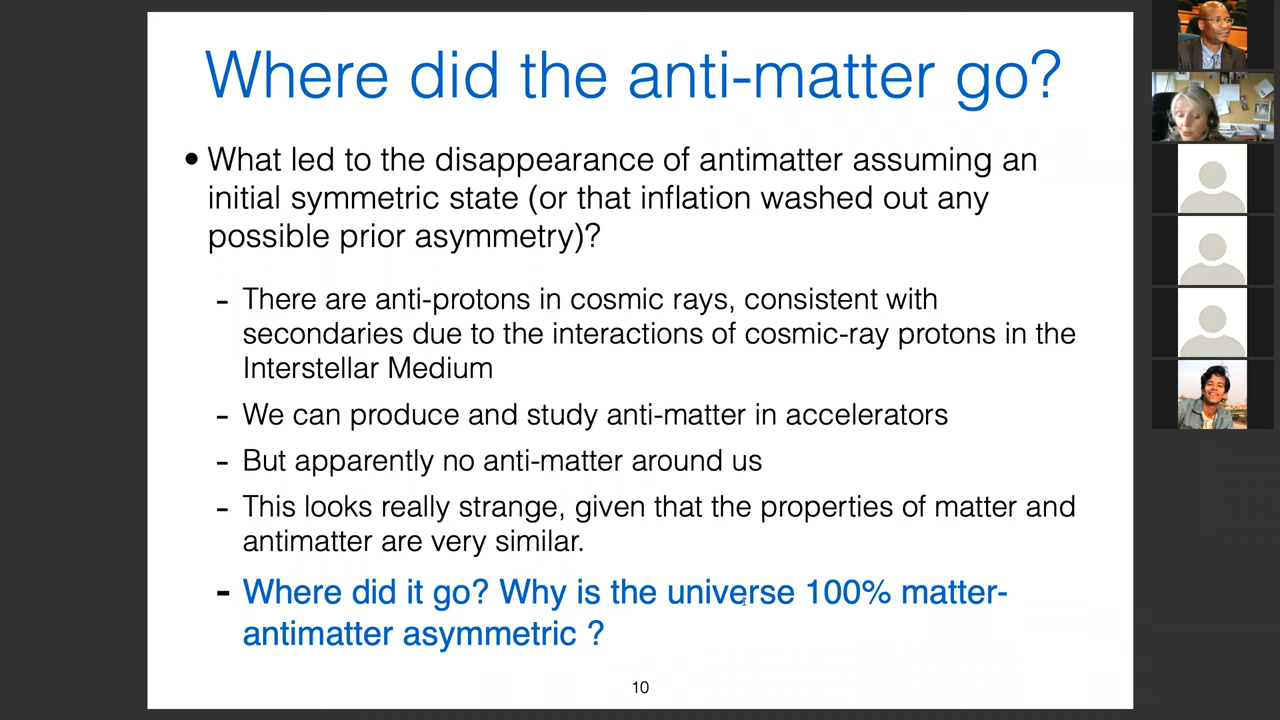 Where did the anti-matter go?
• What led to the disappearance of antimatter assuming an
initial symmetric state (or that inflation washed out any
possible prior asymmetry)?
- There are anti-protons in cosmic rays, consistent with
secondaries due to the interactions of cosmic-ray protons in the
Interstellar Medium
- We can produce and study anti-matter in accelerators
- But apparently no anti-matter around us
- This looks really strange, given that the properties of matter and
antimatter are very similar.
- Where did it go? Why is the universe 100% matter-
antimatter asymmetric ?
10